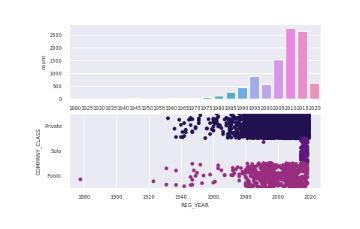 2500
2000
1500
1000
500
0
count
1880 1925 1930 1935 1940 1945 1950 1955 1960 1965 1970 1975 1980 1985 1990 1995 2000 2005 2010 2015 2020
Private
Solo
Public
COMPANY_CLASS
1880 1900 1920 1940 1960 1980 2000 2020
REG_YEAR